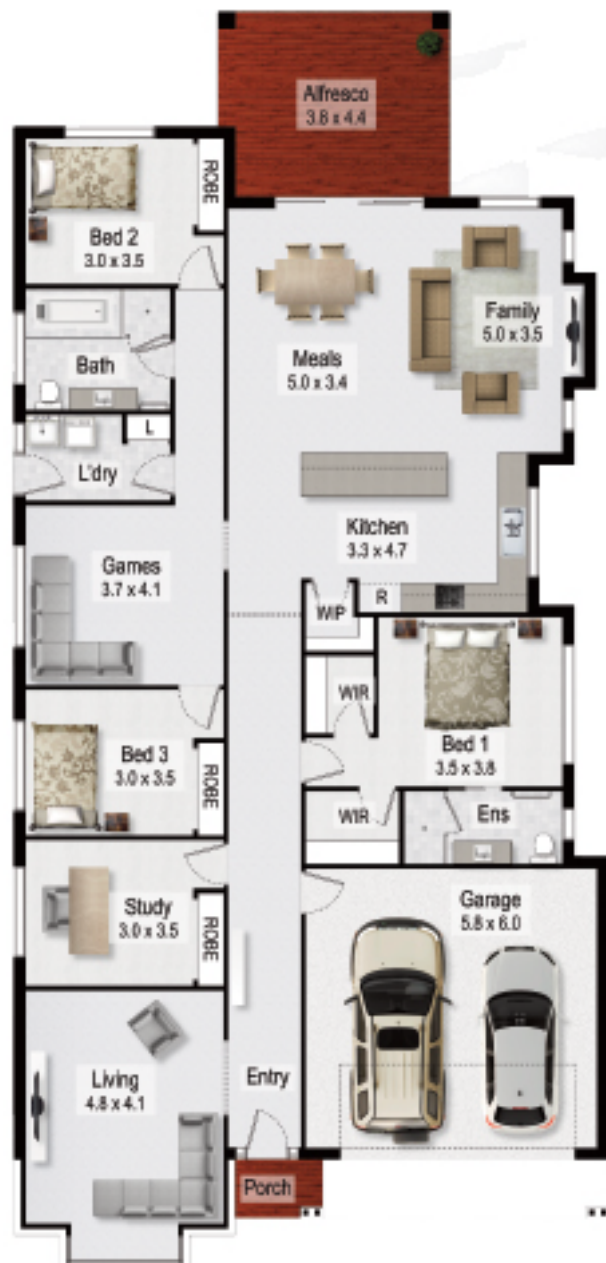 Alfresco
3.8 x 4.4
ROBE
Bed 2
3.0 x 3.5
Family
5.0 x 3.5
Bath
Meals
5.0 x 3.4
L
L'dry
Kitchen
3.3 x 4.7
Games
3.7 x 4.1
WIP
R
WIR
Bed 1
3.5 x 3.8
Bed 3
3.0 x 3.5
ROBE
WIR
Ens
Study
3.0 x 3.5
ROBE
Garage
5.8 x 6.0
Living
4.8 x 4.1
Entry
Porch